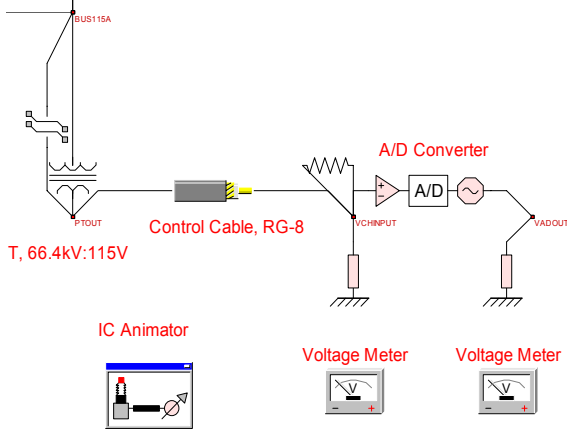 BUS115A
A/D Converter
A/D
PTOUT
VCHINPUT
VADOUT
Control Cable, RG-8
T, 66.4kV:115V
IC Animator
Voltage Meter
Voltage Meter
V
V